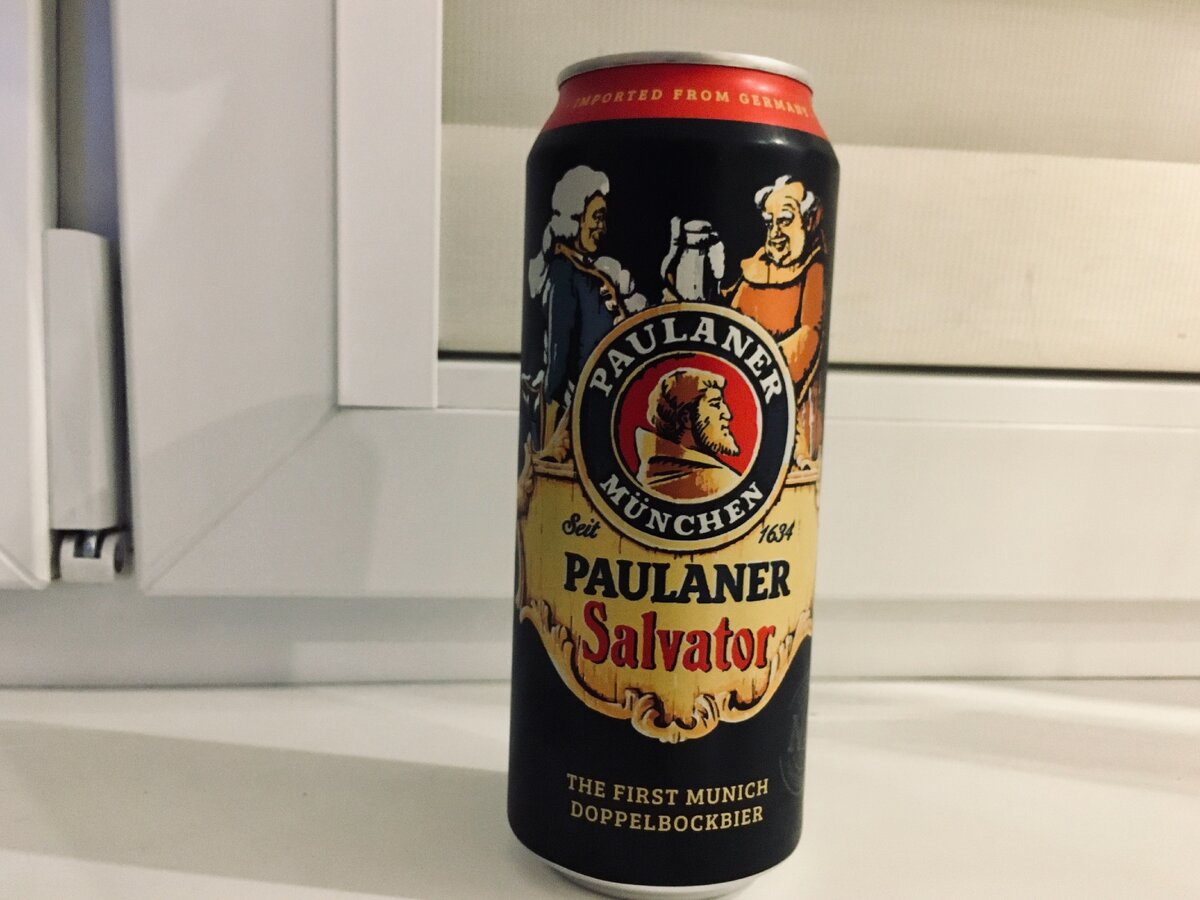 IMPORTED FROM GERMANY
PAULANER
MÜNCHEN
Seit 1634
PAULANER
Salvator
THE FIRST MUNICH
DOPPELBOCKBIER